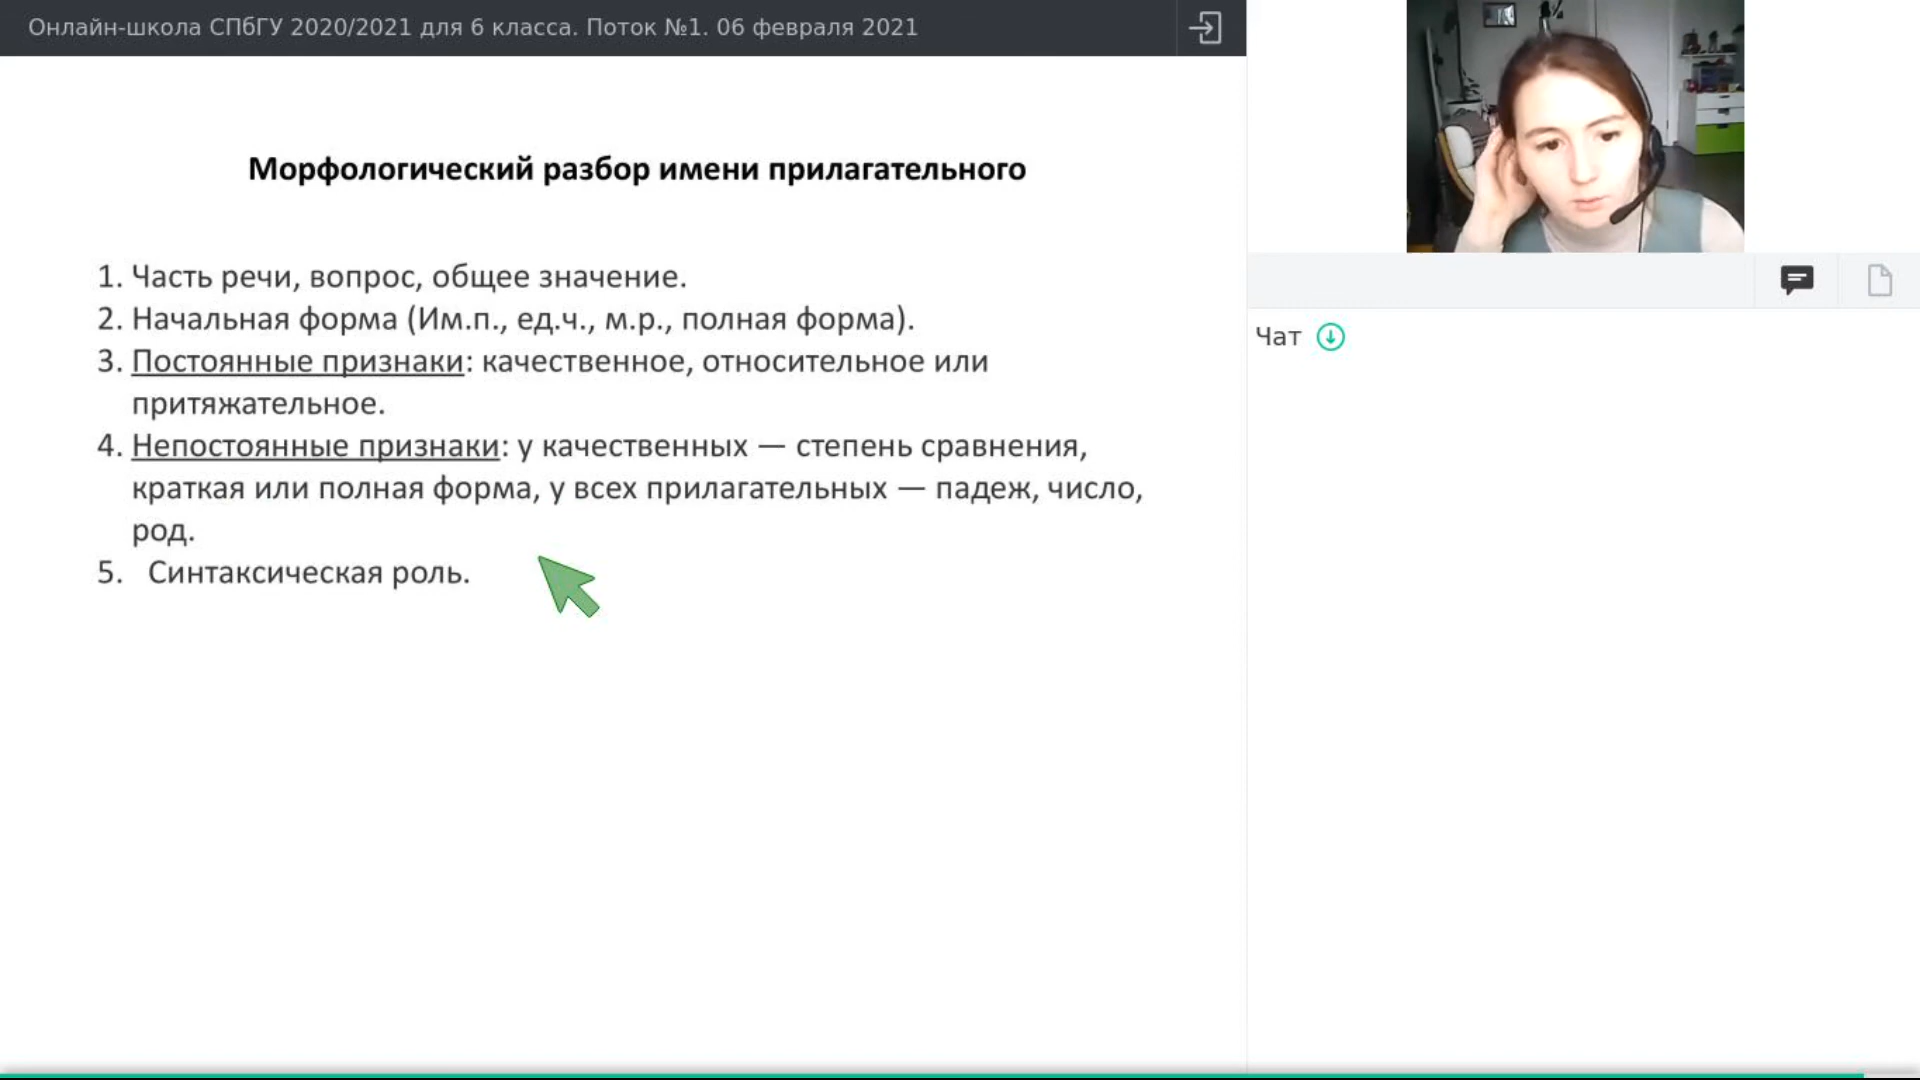 Онлайн-школа СПбГУ 2020/2021 для 6 класса. Поток №1. 06 февраля 2021
Морфологический разбор имени прилагательного
1. Часть речи, вопрос, общее значение.
2. Начальная форма (Им.п., ед.ч., м.р., полная форма).
3. Постоянные признаки: качественное, относительное или
притяжательное.
4. Непостоянные признаки: у качественных — степень сравнения,
краткая или полная форма, у всех прилагательных — падеж, число,
род.
5. Синтаксическая роль.
Чат